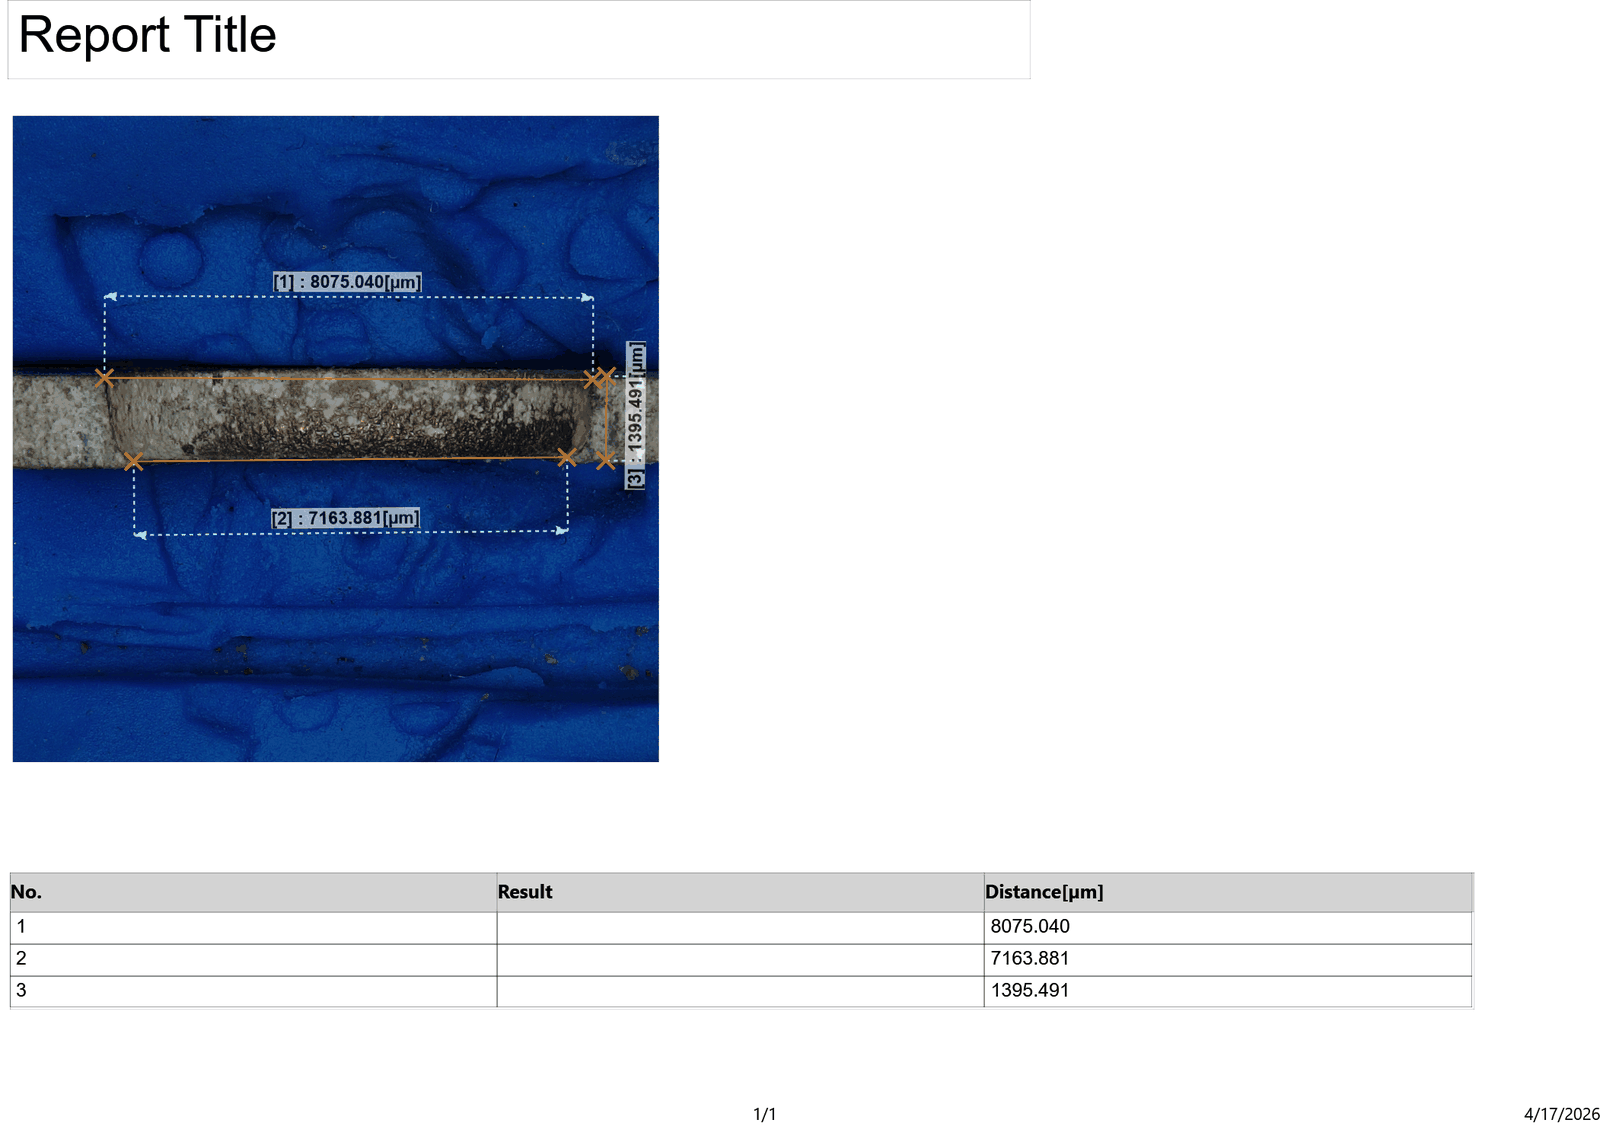 Report Title
[1] : 8075.040[µm]
[3] : 1395.491[µm]
[2] : 7163.881[µm]
No. Result Distance[µm]
1 8075.040
2 7163.881
3 1395.491
1/1 4/17/2026